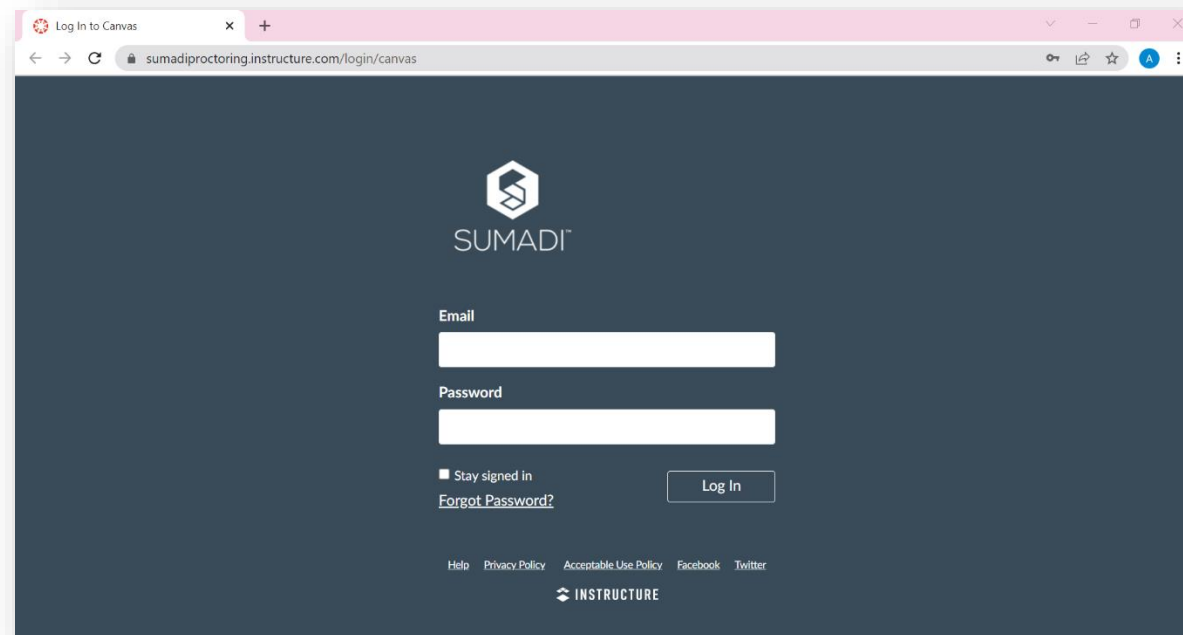 Log In to Canvas
sumadiproctoring.instructure.com/login/canvas
A
SUMADI™
Email
Password
Stay signed in
Log In
Forgot Password?
Help Privacy Policy Acceptable Use Policy Facebook Twitter
INSTRUCTURE